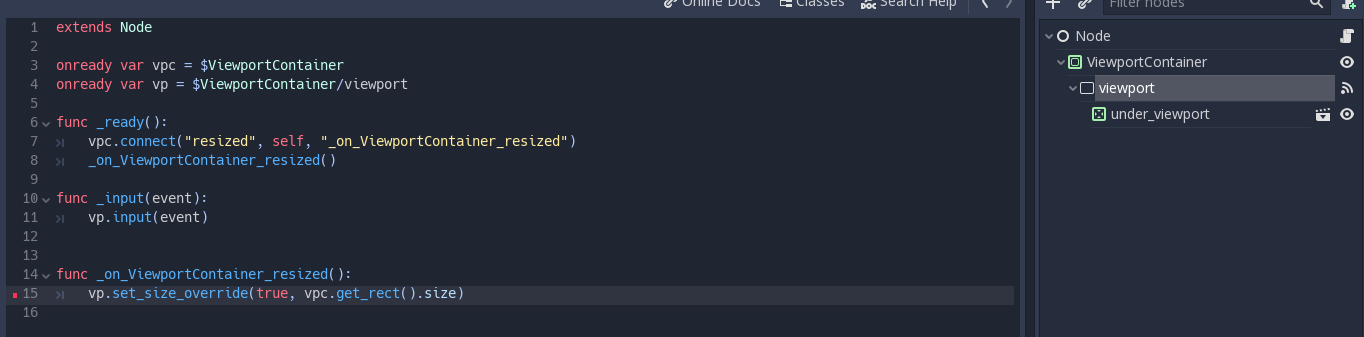 Online Docs Classes Search Help
Filter nodes
1 extends Node
2
3 onready var vpc = $ViewportContainer
4 onready var vp = $ViewportContainer/viewport
5
6 func _ready():
7 vpc.connect("resized", self, "_on_ViewportContainer_resized")
8 _on_ViewportContainer_resized()
9
10 func _input(event):
11 vp.input(event)
12
13
14 func _on_ViewportContainer_resized():
15 vp.set_size_override(true, vpc.get_rect().size)
16
Node
ViewportContainer
viewport
under_viewport